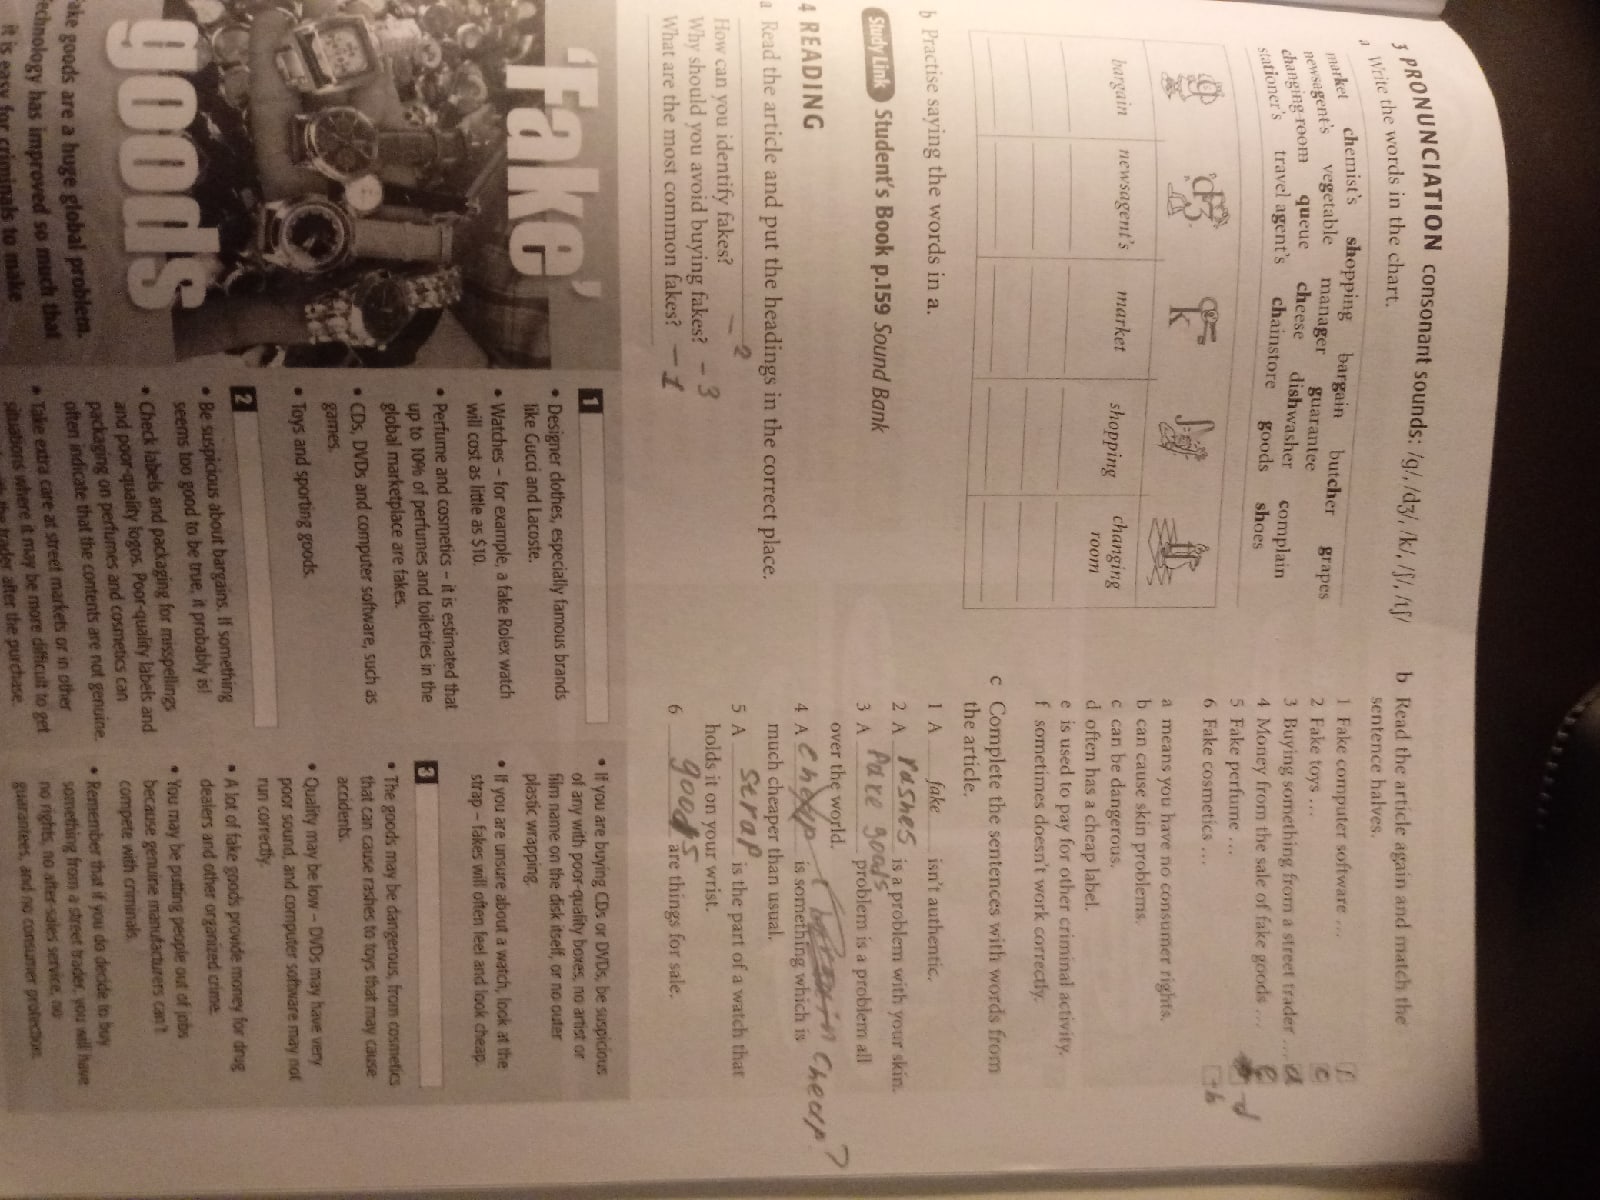 3 PRONUNCIATION consonant sounds: /g/, /dʒ/, /k/, /ʃ/, /tʃ/
a Write the words in the chart.
market chemist's shopping bargain butcher grapes
newsagent's vegetable manager guarantee
changing room queue cheese dishwasher complain
stationer's travel agent's chainstore goods shoes
g dʒ k ʃ tʃ
bargain newsagent's market shopping changing
room
b Practise saying the words in a.
Study Link Student's Book p.159 Sound Bank
4 READING
a Read the article and put the headings in the correct place.
How can you identify fakes? – 2
Why should you avoid buying fakes? – 3
What are the most common fakes? – 1
b Read the article again and match the
sentence halves.
1 Fake computer software ... f
2 Fake toys ... c
3 Buying something from a street trader ... a
4 Money from the sale of fake goods ... e
5 Fake perfume ... -d
6 Fake cosmetics ... -b
a means you have no consumer rights.
b can cause skin problems.
c can be dangerous.
d often has a cheap label.
e is used to pay for other criminal activity.
f sometimes doesn't work correctly.
c Complete the sentences with words from
the article.
1 A fake isn't authentic.
2 A rashes is a problem with your skin.
3 A problem is a problem all
over the world.
4 A cheap is something which is
cheap?
much cheaper than usual.
5 A scrap is the part of a watch that
holds it on your wrist.
6 goods are things for sale.
'Fake'
goods
Fake goods are a huge global problem.
Technology has improved so much that
it is easy for criminals to make
1
• Designer clothes, especially famous brands
like Gucci and Lacoste.
• Watches – for example, a fake Rolex watch
will cost as little as $10.
• Perfume and cosmetics – it is estimated that
up to 10% of perfumes and toiletries in the
global marketplace are fakes.
• CDs, DVDs and computer software, such as
games.
• Toys and sporting goods.
2
• Be suspicious about bargains. If something
seems too good to be true, it probably is!
• Check labels and packaging for misspellings
and poor-quality logos. Poor-quality labels and
packaging on perfumes and cosmetics can
often indicate that the contents are not genuine.
• Take extra care at street markets or in other
situations where it may be more difficult to get
the trader after the purchase.
• If you are buying CDs or DVDs, be suspicious
of any with poor-quality boxes, no artist or
film name on the disk itself, or no outer
plastic wrapping.
• If you are unsure about a watch, look at the
strap – fakes will often feel and look cheap.
3
• The goods may be dangerous, from cosmetics
that can cause rashes to toys that may cause
accidents.
• Quality may be low – DVDs may have very
poor sound, and computer software may not
run correctly.
• A lot of fake goods provide money for drug
dealers and other organized crime.
• You may be putting people out of jobs
because genuine manufacturers can't
compete with criminals.
• Remember that if you do decide to buy
something from a street trader, you will have
no rights, no after-sales service, no
guarantees, and no consumer protection.